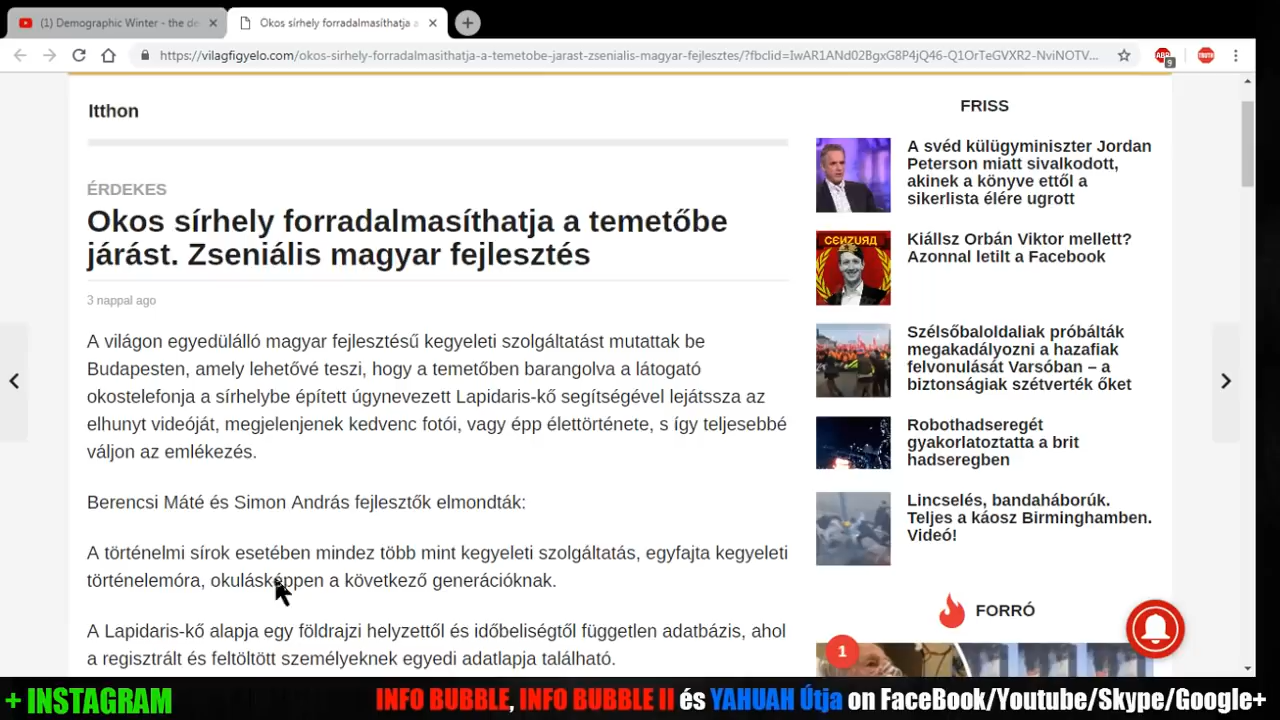 (1) Demographic Winter - the de
Okos sírhely forradalmasíthatja a
https://vilagfigyelo.com/okos-sirhely-forradalmasithatja-a-temetobe-jarast-zsenialis-magyar-fejlesztes/?fbclid=IwAR1ANd02BgxG8P4jQ46-Q1OrTeGVXR2-NviNOTV...
9
Itthon
ÉRDEKES
Okos sírhely forradalmasíthatja a temetőbe
járást. Zseniális magyar fejlesztés
3 nappal ago
A világon egyedülálló magyar fejlesztésű kegyeleti szolgáltatást mutattak be
Budapesten, amely lehetővé teszi, hogy a temetőben barangolva a látogató
okostelefonja a sírhelybe épített úgynevezett Lapidaris-kő segítségével lejátssza az
elhunyt videóját, megjelenjenek kedvenc fotói, vagy épp élettörténete, s így teljesebbé
váljon az emlékezés.
Berencsi Máté és Simon András fejlesztők elmondták:
A történelmi sírok esetében mindez több mint kegyeleti szolgáltatás, egyfajta kegyeleti
történelemóra, okulásképpen a következő generációknak.
A Lapidaris-kő alapja egy földrajzi helyzettől és időbeliségtől független adatbázis, ahol
a regisztrált és feltöltött személyeknek egyedi adatlapja található.
FRISS
A svéd külügyminiszter Jordan
Peterson miatt sivalkodott,
akinek a könyve ettől a
sikerlista élére ugrott
Kiállsz Orbán Viktor mellett?
Azonnal letilt a Facebook
Szélsőbaloldaliak próbálták
megakadályozni a hazafiak
felvonulását Varsóban – a
biztonságiak szétverték őket
Robothadseregét
gyakorlatoztatta a brit
hadseregben
Lincselés, bandaháborúk.
Teljes a káosz Birminghamben.
Videó!
FORRÓ
1
+ INSTAGRAM
INFO BUBBLE, INFO BUBBLE II és YAHUAH Útja on FaceBook/Youtube/Skype/Google+